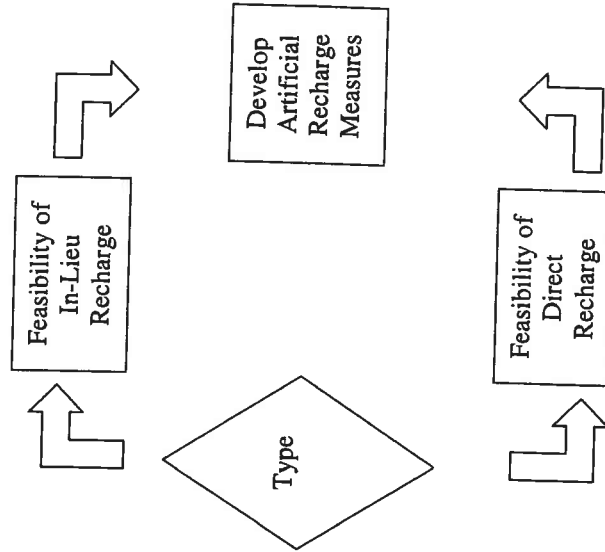 Type
Feasibility of
In-Lieu
Recharge
Feasibility of
Direct
Recharge
Develop
Artificial
Recharge
Measures